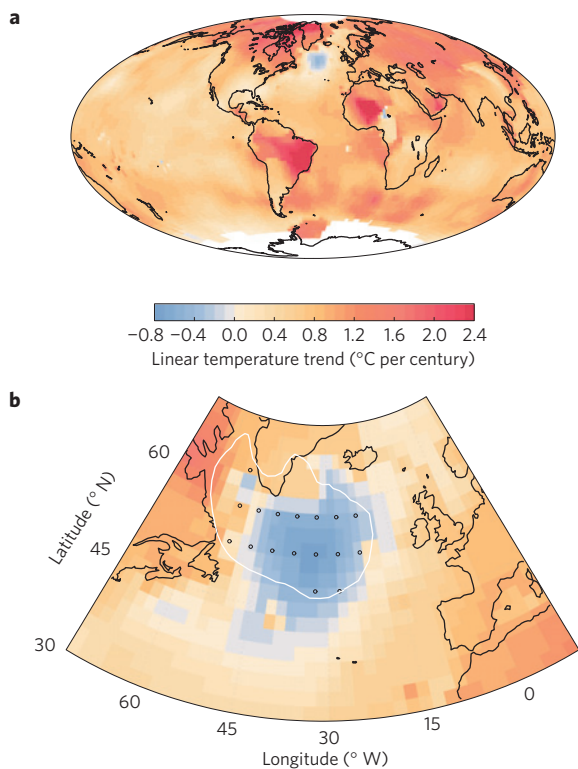 a
−0.8 −0.4 0.0 0.4 0.8 1.2 1.6 2.0 2.4
Linear temperature trend (°C per century)
b
60
45
30
Latitude (° N)
60
45
30
15
0
Longitude (° W)